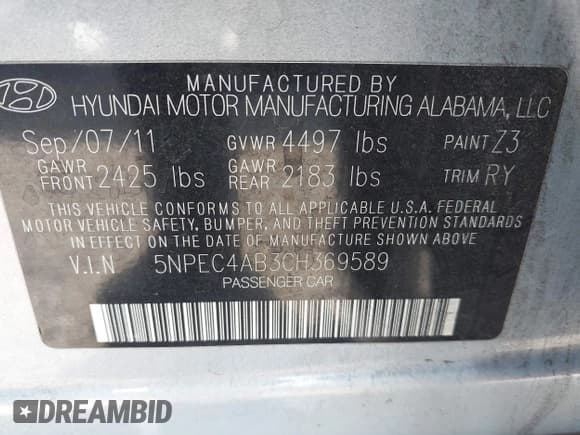 MANUFACTURED BY
HYUNDAI MOTOR MANUFACTURING ALABAMA, LLC
Sep/07/11 GVWR 4497 lbs PAINT Z3
GAWR FRONT 2425 lbs GAWR REAR 2183 lbs TRIM RY
THIS VEHICLE CONFORMS TO ALL APPLICABLE U.S.A. FEDERAL
MOTOR VEHICLE SAFETY, BUMPER, AND THEFT PREVENTION
STANDARDS IN EFFECT ON THE DATE OF MANUFACTURE SHOWN ABOVE.
V.I.N 5NPEC4AB3CH369589
PASSENGER CAR
DREAMBID